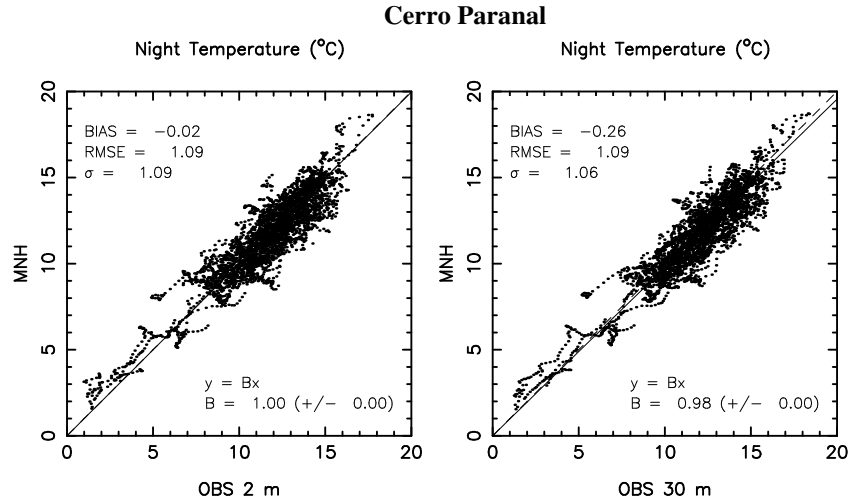 Cerro Paranal
Night Temperature (°C)
20
15
10
5
0
MNH
BIAS = -0.02
RMSE = 1.09
σ = 1.09
y = Bx
B = 1.00 (+/- 0.00)
0 5 10 15 20
OBS 2 m
Night Temperature (°C)
20
15
10
5
0
MNH
BIAS = -0.26
RMSE = 1.09
σ = 1.06
y = Bx
B = 0.98 (+/- 0.00)
0 5 10 15 20
OBS 30 m